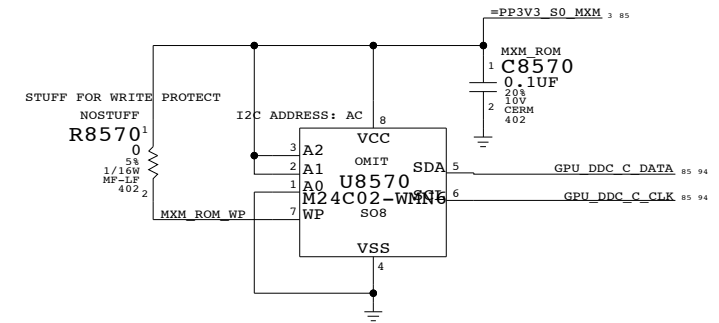 =PP3V3_S0_MXM 3 85
MXM_ROM
1 C8570
0.1UF
20%
10V
2 CERM
402
STUFF FOR WRITE PROTECT
NOSTUFF
R8570 1
0
5%
1/16W
MF-LF
402 2
I2C ADDRESS: AC
8
VCC
OMIT
3 A2
2 A1
1 A0
7 WP
MXM_ROM_WP
U8570
M24C02-WMN6
SO8
SDA 5 GPU_DDC_C_DATA 85 94
SCL 6 GPU_DDC_C_CLK 85 94
VSS
4